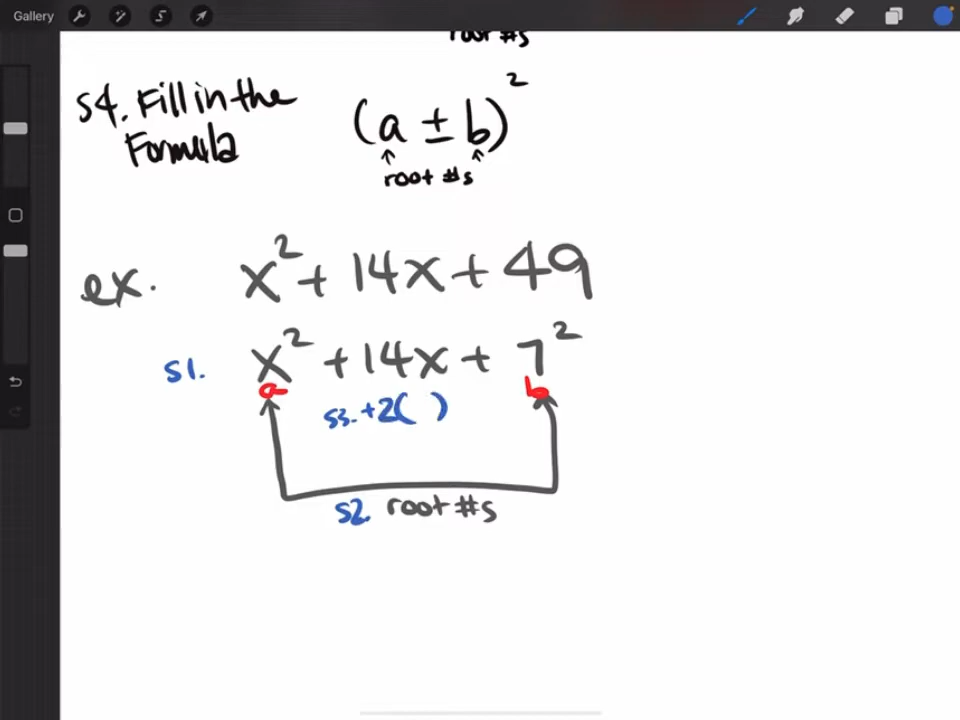 Gallery
root #s
S4. Fill in the
Formula
(a ± b)²
root #s
ex. x² + 14x + 49
S1. x² + 14x + 7²
a b
S3. +2( )
S2. root #s